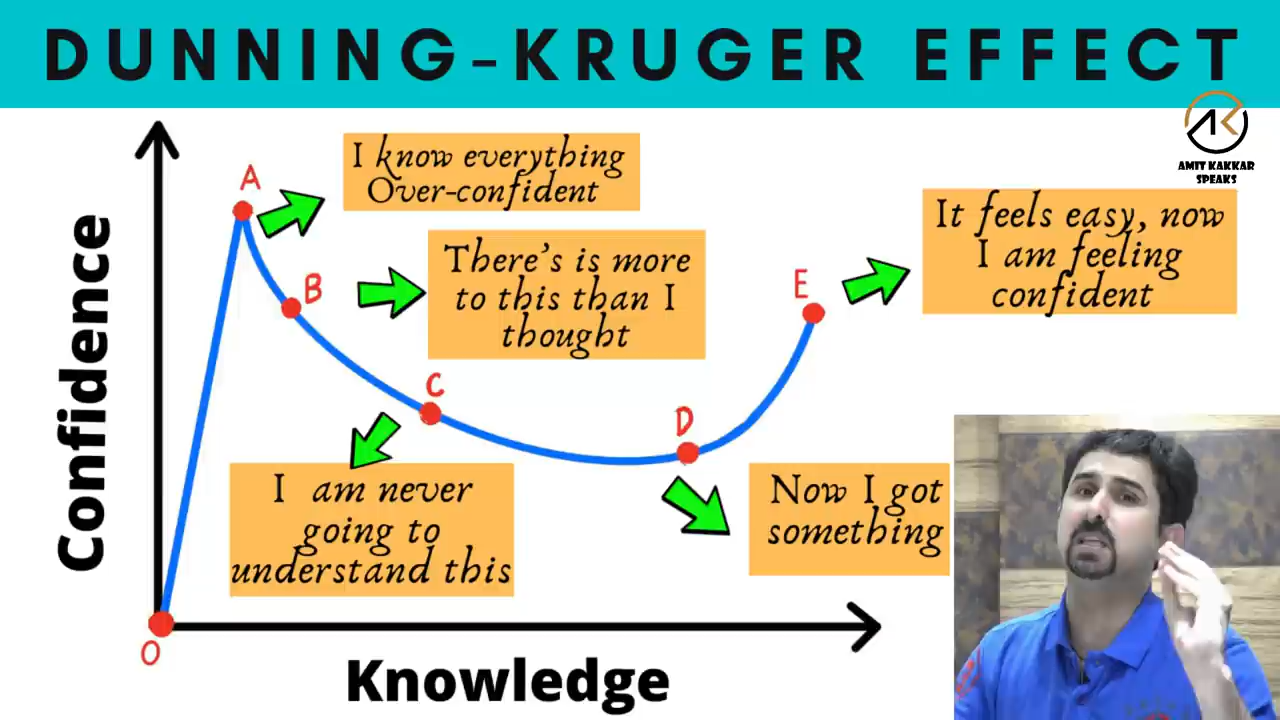 DUNNING-KRUGER EFFECT
AK
AMIT KAKKAR
SPEAKS
A
I know everything
Over-confident
B
There's is more
to this than I
thought
E
It feels easy, now
I am feeling
confident
C
I am never
going to
understand this
D
Now I got
something
Confidence
O
Knowledge